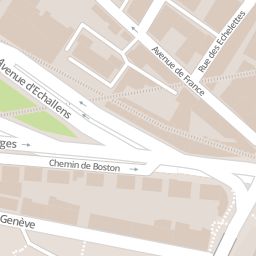 Rue des Echelettes
Avenue de France
Avenue d'Echallens
ges
Chemin de Boston
Genève